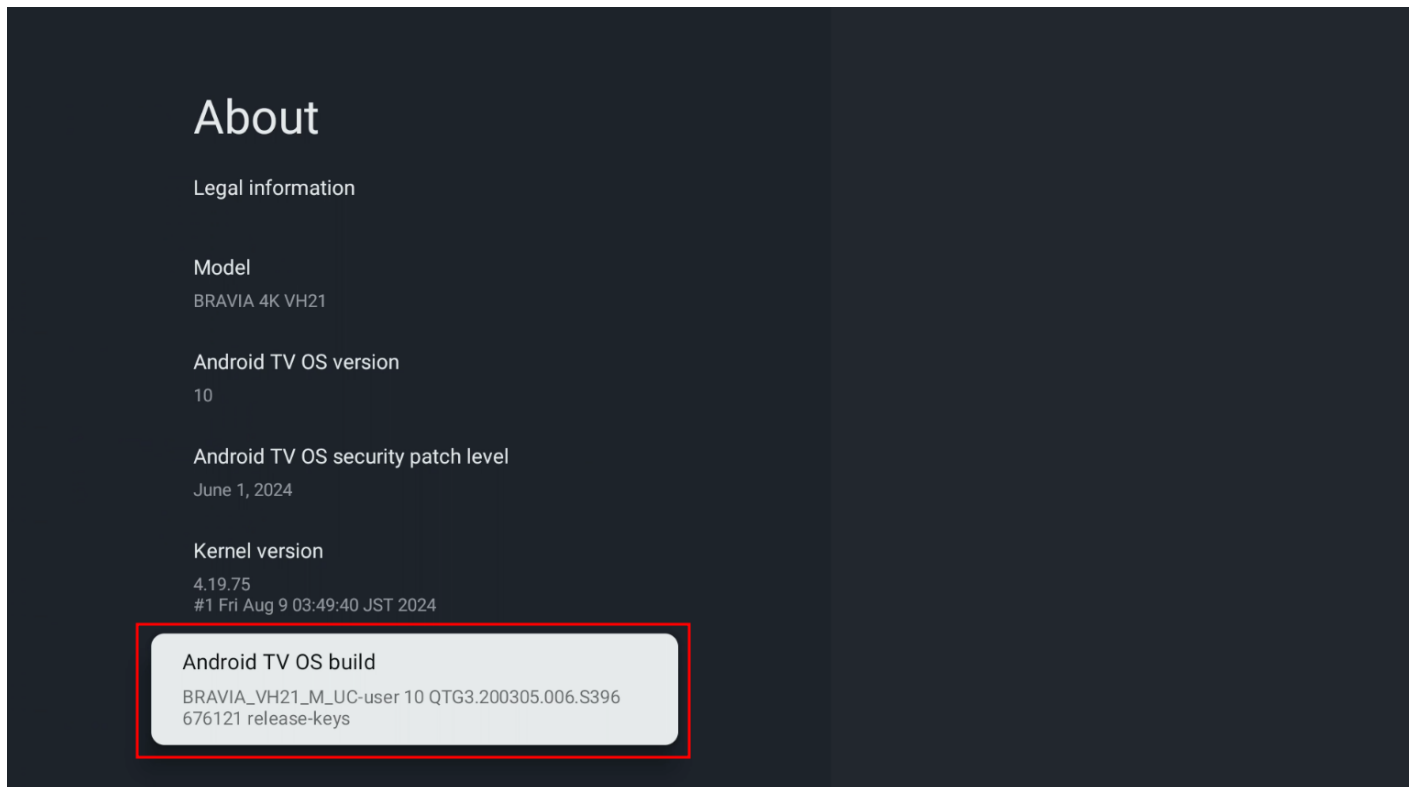 About
Legal information
Model
BRAVIA 4K VH21
Android TV OS version
10
Android TV OS security patch level
June 1, 2024
Kernel version
4.19.75
#1 Fri Aug 9 03:49:40 JST 2024
Android TV OS build
BRAVIA_VH21_M_UC-user 10 QTG3.200305.006.S396
676121 release-keys